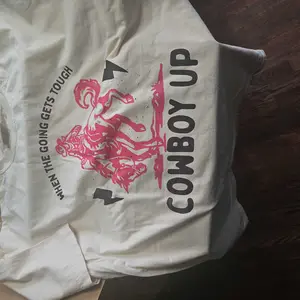 WHEN THE GOING GETS TOUGH
COWBOY UP